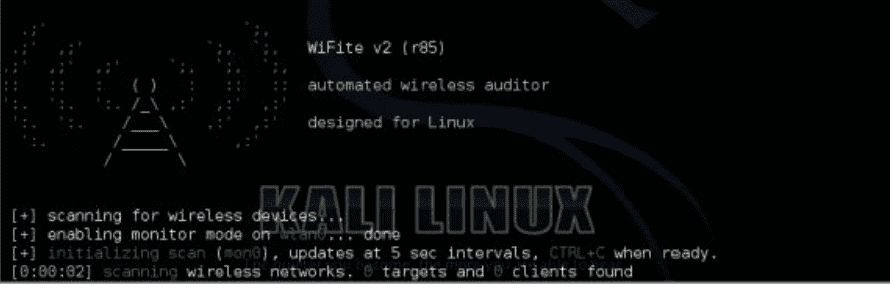 WiFite v2 (r85)
automated wireless auditor
designed for Linux
KALI LINUX
[+] scanning for wireless devices...
[+] enabling monitor mode on wlan0... done
[+] initializing scan (mon0), updates at 5 sec intervals, CTRL+C when ready.
[0:00:02] scanning wireless networks. 0 targets and 0 clients found